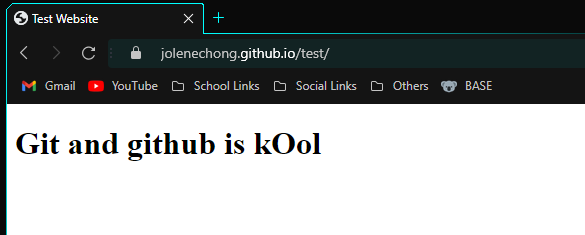 Test Website
jolenechong.github.io/test/
Gmail YouTube School Links Social Links Others BASE
Git and github is kOol